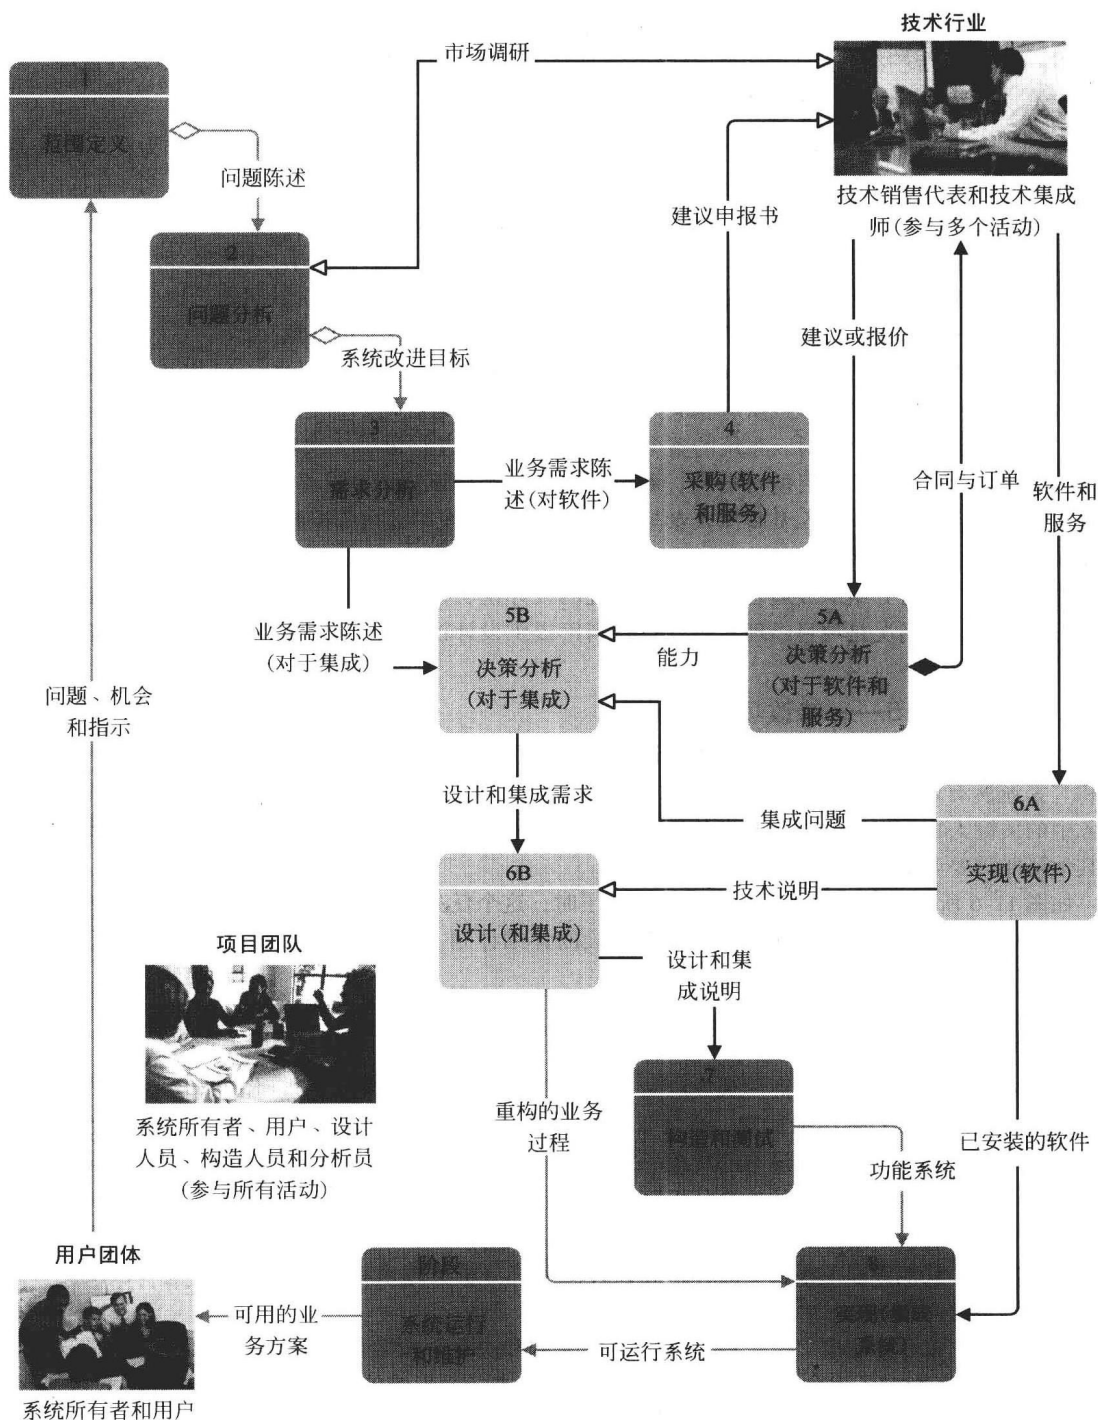 技术行业
市场调研
1
范围定义
问题陈述
建议申报书
技术销售代表和技术集成
师(参与多个活动)
2
问题分析
系统改进目标
建议或报价
3
需求分析
业务需求陈
述(对软件)
4
采购(软件
和服务)
合同与订单
软件和
服务
业务需求陈述
(对于集成)
5B
决策分析
(对于集成)
能力
5A
决策分析
(对于软件和
服务)
问题、机会
和指示
设计和集成需求
集成问题
6A
实现(软件)
6B
设计(和集成)
技术说明
设计和集
成说明
项目团队
系统所有者、用户、设计
人员、构造人员和分析员
(参与所有活动)
重构的业务
过程
7
构造和测试
功能系统
已安装的软件
用户团体
可用的业
务方案
阶段
系统运行
和维护
可运行系统
8
实现(集成
系统)
系统所有者和用户